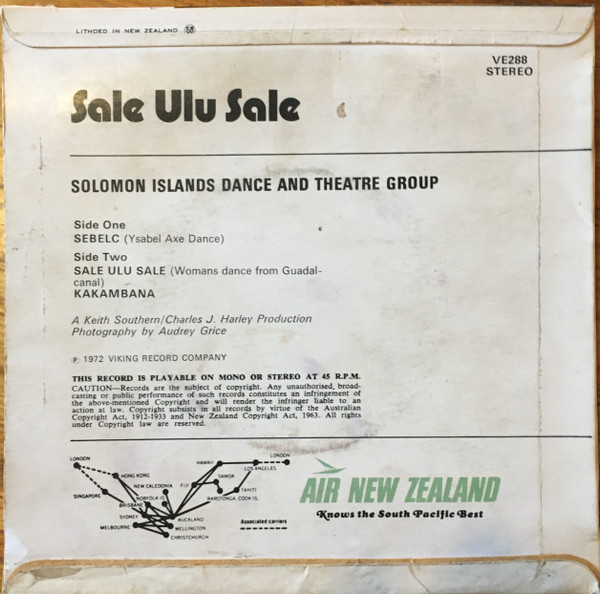 LITHOED IN NEW ZEALAND
VE288
STEREO
Sale Ulu Sale
SOLOMON ISLANDS DANCE AND THEATRE GROUP
Side One
SEBELC (Ysabel Axe Dance)
Side Two
SALE ULU SALE (Womans dance from Guadal-
canal)
KAKAMBANA
A Keith Southern/Charles J. Harley Production
Photography by Audrey Grice
Ⓟ 1972 VIKING RECORD COMPANY
THIS RECORD IS PLAYABLE ON MONO OR STEREO AT 45 R.P.M.
CAUTION—Records are the subject of copyright. Any unauthorised, broad-
casting or public performance of such records constitutes an infringement of
the above-mentioned Copyright and will render the infringer liable to an
action at law. Copyright subsists in all records by virtue of the Australian
Copyright Act, 1912-1933 and New Zealand Copyright Act, 1963. All rights
under Copyright law are reserved.
LONDON
HONG KONG
SINGAPORE
NEW CALEDONIA
NORFOLK IS.
BRISBANE
SYDNEY
MELBOURNE
AUCKLAND
WELLINGTON
CHRISTCHURCH
FIJI
HAWAII
SAMOA
LOS ANGELES
LONDON
TAHITI
RAROTONGA COOK IS.
Associated carriers
AIR NEW ZEALAND
Knows the South Pacific Best